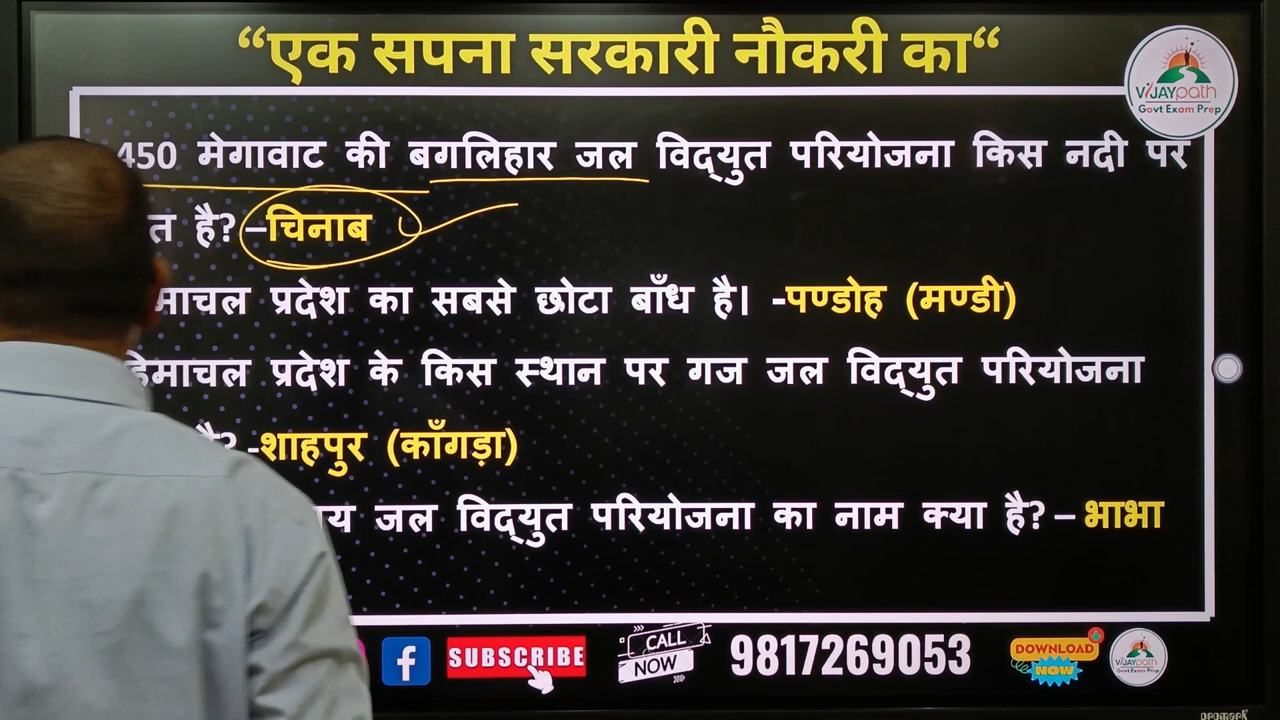 “एक सपना सरकारी नौकरी का“
VIJAYpath
Govt Exam Prep
450 मेगावाट की बगलिहार जल विद्युत परियोजना किस नदी पर
त है? –चिनाब
माचल प्रदेश का सबसे छोटा बाँध है। -पण्डोह (मण्डी)
हिमाचल प्रदेश के किस स्थान पर गज जल विद्युत परियोजना
है? -शाहपुर (काँगड़ा)
य जल विद्युत परियोजना का नाम क्या है? – भाभा
f SUBSCRIBE CALL NOW 9817269053 DOWNLOAD NOW
VIJAYpath
Govt Exam Prep